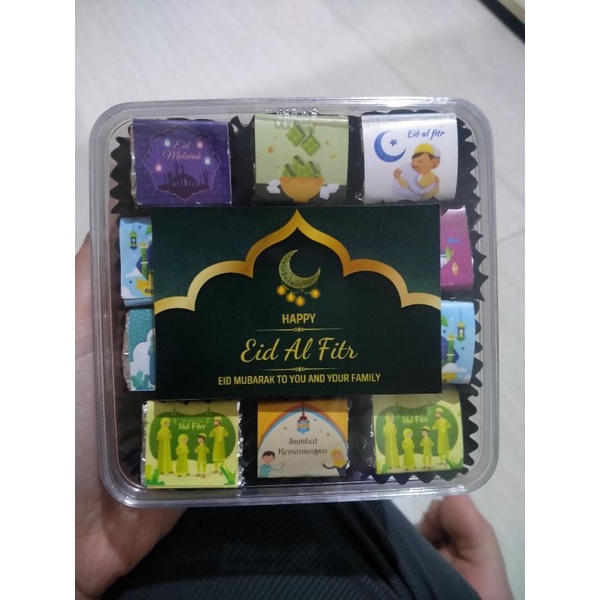 Eid
Mubarak
Eid al fitr
HAPPY
Eid Al Fitr
EID MUBARAK TO YOU AND YOUR FAMILY
Idul Fitri
Sambut
Kemenangan
Idul Fitri